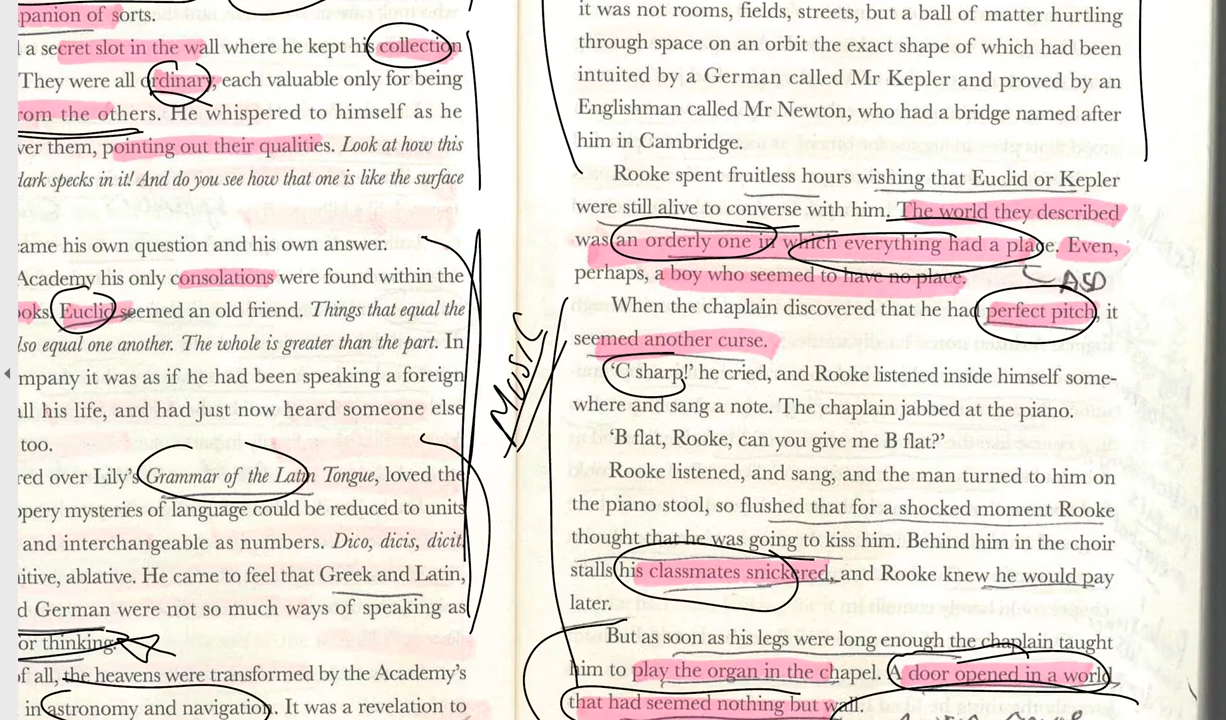 panion of sorts.
a secret slot in the wall where he kept his collection
They were all ordinary, each valuable only for being
rom the others. He whispered to himself as he
ver them, pointing out their qualities. Look at how this
dark specks in it! And do you see how that one is like the surface
ame his own question and his own answer.
Academy his only consolations were found within the
ooks. Euclid seemed an old friend. Things that equal the
lso equal one another. The whole is greater than the part. In
mpany it was as if he had been speaking a foreign
all his life, and had just now heard someone else
too.
red over Lily's Grammar of the Latin Tongue, loved the
ppery mysteries of language could be reduced to units
and interchangeable as numbers. Dico, dicis, dicit,
itive, ablative. He came to feel that Greek and Latin,
d German were not so much ways of speaking as
or thinking.
of all, the heavens were transformed by the Academy's
in astronomy and navigation. It was a revelation to
Music
it was not rooms, fields, streets, but a ball of matter hurtling
through space on an orbit the exact shape of which had been
intuited by a German called Mr Kepler and proved by an
Englishman called Mr Newton, who had a bridge named after
him in Cambridge.
Rooke spent fruitless hours wishing that Euclid or Kepler
were still alive to converse with him. The world they described
was an orderly one in which everything had a place. Even,
perhaps, a boy who seemed to have no place.
ASD
When the chaplain discovered that he had perfect pitch, it
seemed another curse.
'C sharp!' he cried, and Rooke listened inside himself some-
where and sang a note. The chaplain jabbed at the piano.
'B flat, Rooke, can you give me B flat?'
Rooke listened, and sang, and the man turned to him on
the piano stool, so flushed that for a shocked moment Rooke
thought that he was going to kiss him. Behind him in the choir
stalls his classmates snickered, and Rooke knew he would pay
later.
But as soon as his legs were long enough the chaplain taught
him to play the organ in the chapel. A door opened in a world
that had seemed nothing but wall.